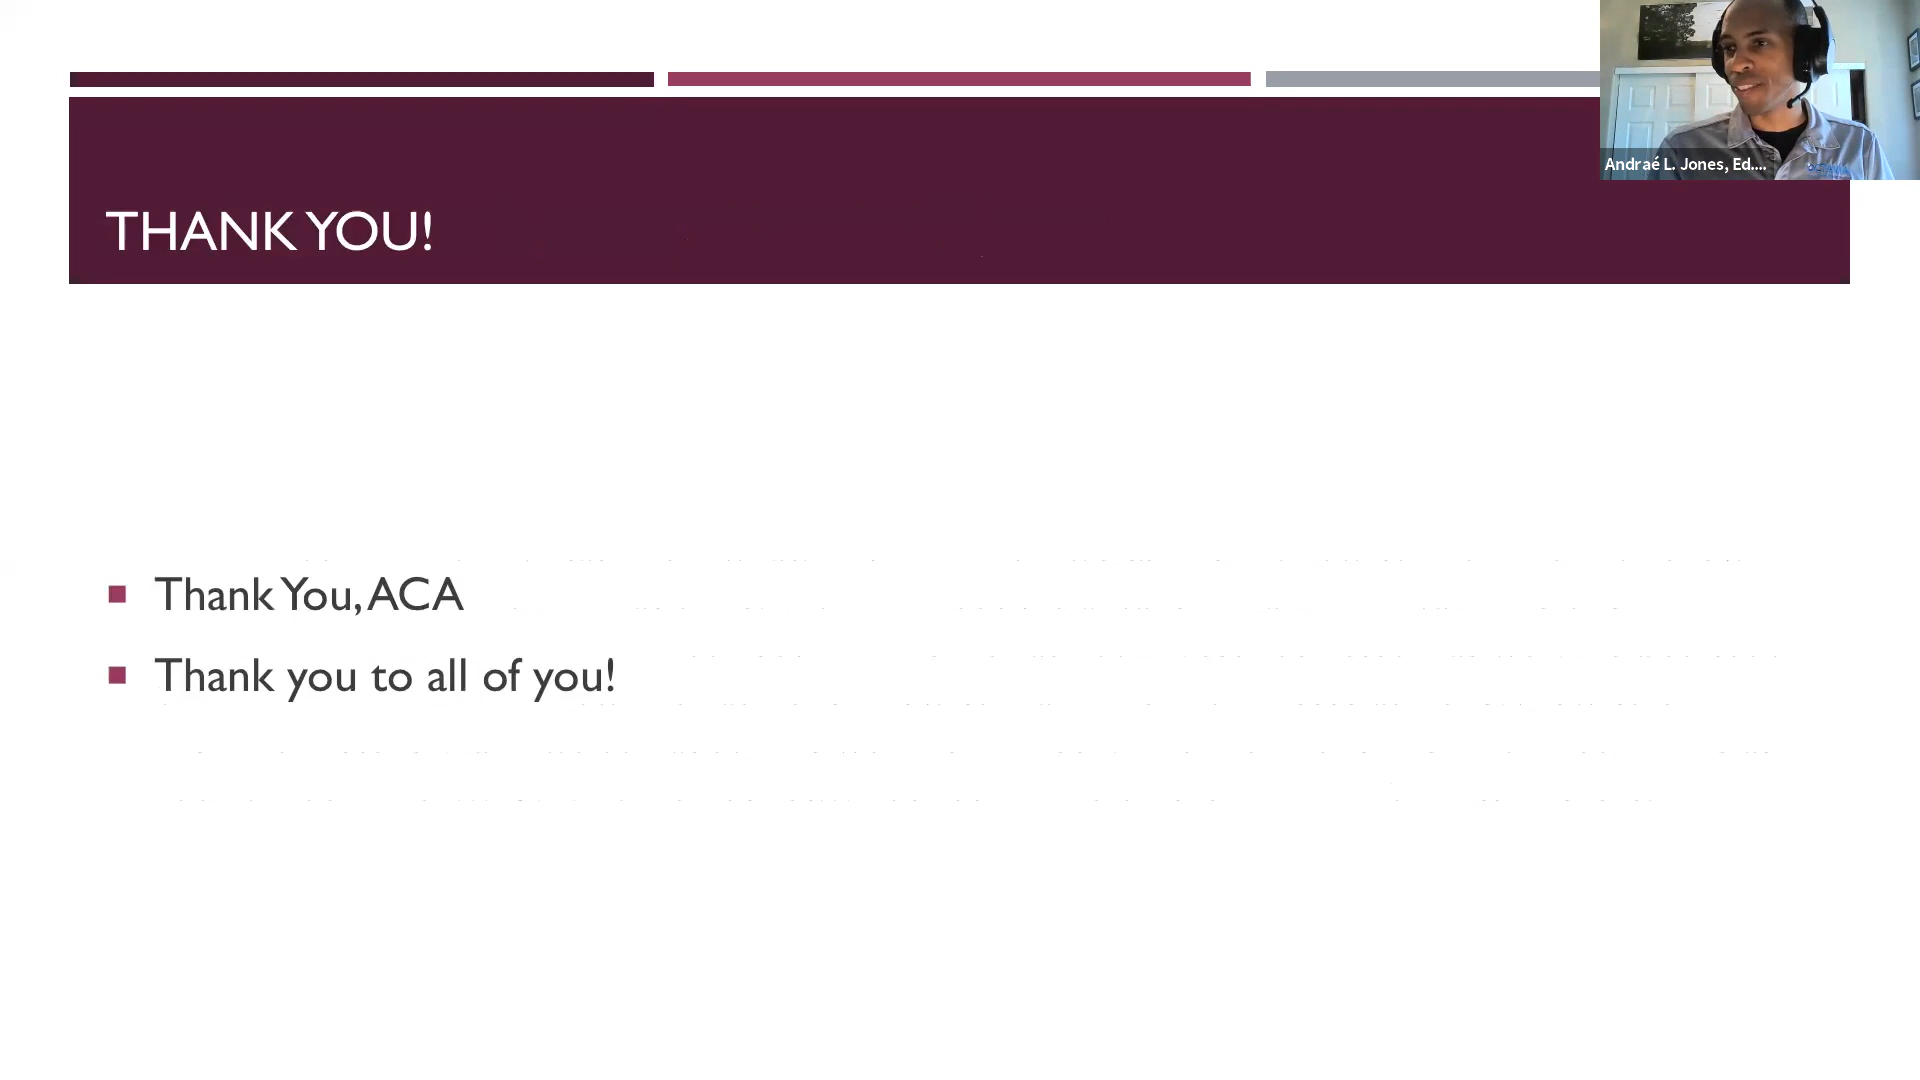 Andraé L. Jones, Ed....
THANK YOU!
Thank You, ACA
Thank you to all of you!